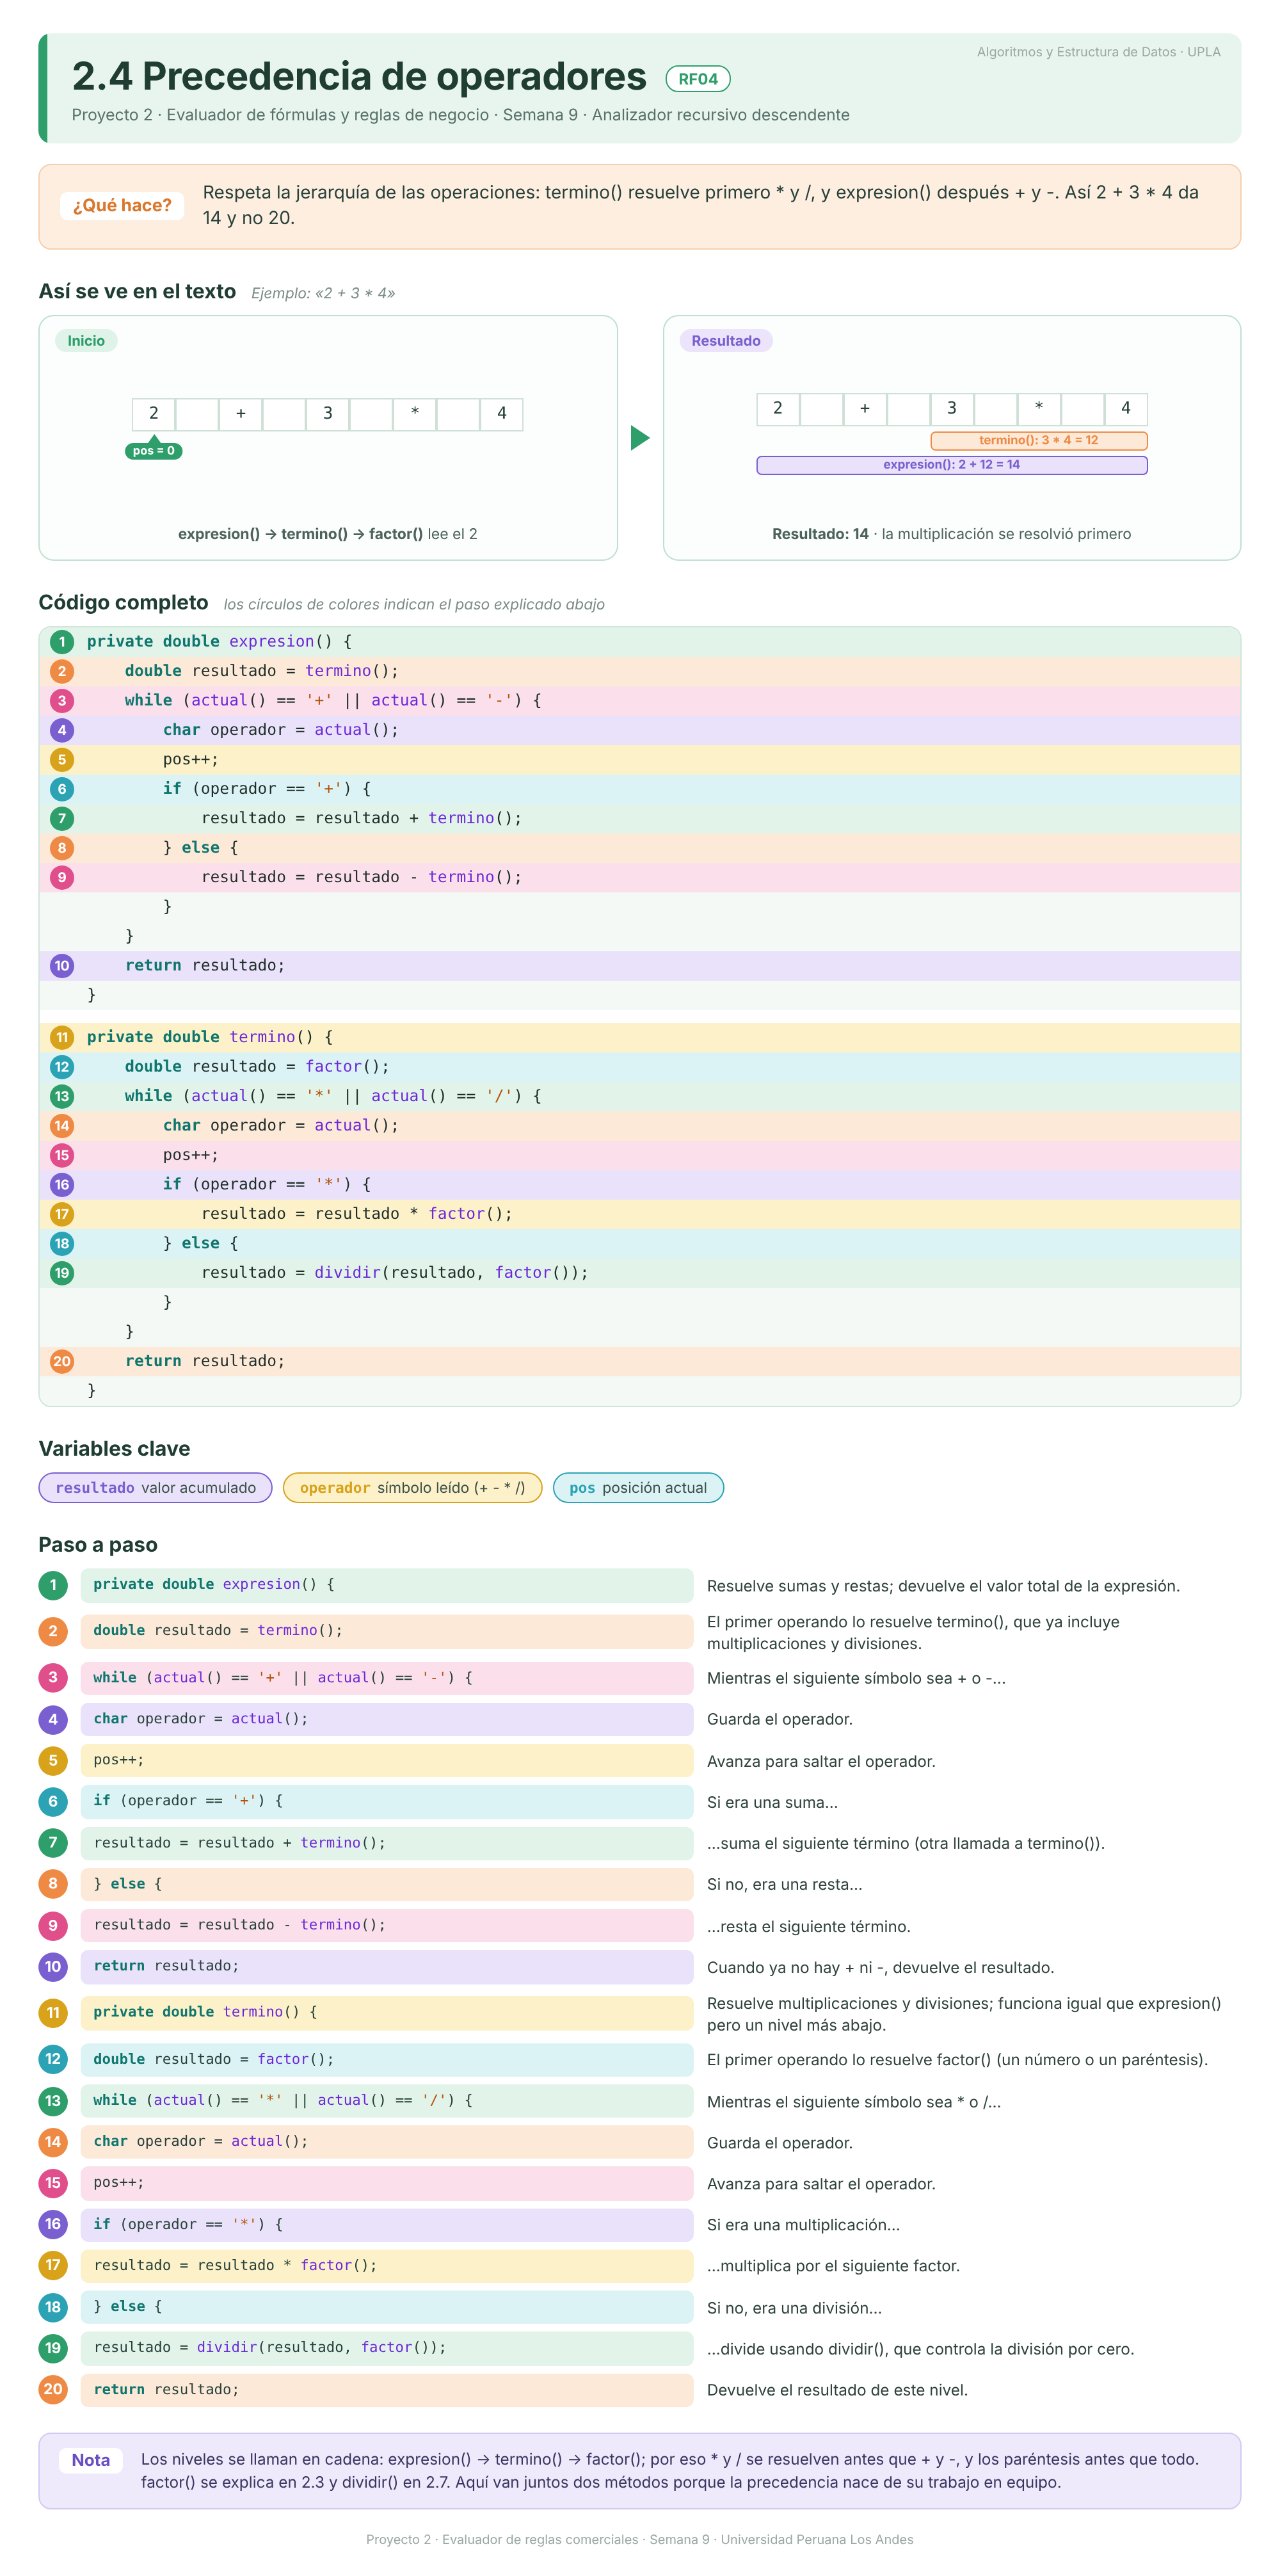 Algoritmos y Estructura de Datos · UPLA
2.4 Precedencia de operadores RF04
Proyecto 2 · Evaluador de fórmulas y reglas de negocio · Semana 9 · Analizador recursivo descendente
¿Qué hace?
Respeta la jerarquía de las operaciones: termino() resuelve primero * y /, y expresion() después + y -. Así 2 + 3 * 4 da
14 y no 20.
Así se ve en el texto Ejemplo: «2 + 3 * 4»
Inicio
2 + 3 * 4
pos = 0
expresion() → termino() → factor() lee el 2
Resultado
2 + 3 * 4
termino(): 3 * 4 = 12
expresion(): 2 + 12 = 14
Resultado: 14 · la multiplicación se resolvió primero
Código completo los círculos de colores indican el paso explicado abajo
1 private double expresion() {
2 double resultado = termino();
3 while (actual() == '+' || actual() == '-') {
4 char operador = actual();
5 pos++;
6 if (operador == '+') {
7 resultado = resultado + termino();
8 } else {
9 resultado = resultado - termino();
}
}
10 return resultado;
}
11 private double termino() {
12 double resultado = factor();
13 while (actual() == '*' || actual() == '/') {
14 char operador = actual();
15 pos++;
16 if (operador == '*') {
17 resultado = resultado * factor();
18 } else {
19 resultado = dividir(resultado, factor());
}
}
20 return resultado;
}
Variables clave
resultado valor acumulado
operador símbolo leído (+ - * /)
pos posición actual
Paso a paso
1 private double expresion() { Resuelve sumas y restas; devuelve el valor total de la expresión.
2 double resultado = termino(); El primer operando lo resuelve termino(), que ya incluye
multiplicaciones y divisiones.
3 while (actual() == '+' || actual() == '-') { Mientras el siguiente símbolo sea + o -...
4 char operador = actual(); Guarda el operador.
5 pos++; Avanza para saltar el operador.
6 if (operador == '+') { Si era una suma...
7 resultado = resultado + termino(); ...suma el siguiente término (otra llamada a termino()).
8 } else { Si no, era una resta...
9 resultado = resultado - termino(); ...resta el siguiente término.
10 return resultado; Cuando ya no hay + ni -, devuelve el resultado.
11 private double termino() { Resuelve multiplicaciones y divisiones; funciona igual que expresion()
pero un nivel más abajo.
12 double resultado = factor(); El primer operando lo resuelve factor() (un número o un paréntesis).
13 while (actual() == '*' || actual() == '/') { Mientras el siguiente símbolo sea * o /...
14 char operador = actual(); Guarda el operador.
15 pos++; Avanza para saltar el operador.
16 if (operador == '*') { Si era una multiplicación...
17 resultado = resultado * factor(); ...multiplica por el siguiente factor.
18 } else { Si no, era una división...
19 resultado = dividir(resultado, factor()); ...divide usando dividir(), que controla la división por cero.
20 return resultado; Devuelve el resultado de este nivel.
Nota
Los niveles se llaman en cadena: expresion() → termino() → factor(); por eso * y / se resuelven antes que + y -, y los paréntesis antes que todo.
factor() se explica en 2.3 y dividir() en 2.7. Aquí van juntos dos métodos porque la precedencia nace de su trabajo en equipo.
Proyecto 2 · Evaluador de reglas comerciales · Semana 9 · Universidad Peruana Los Andes